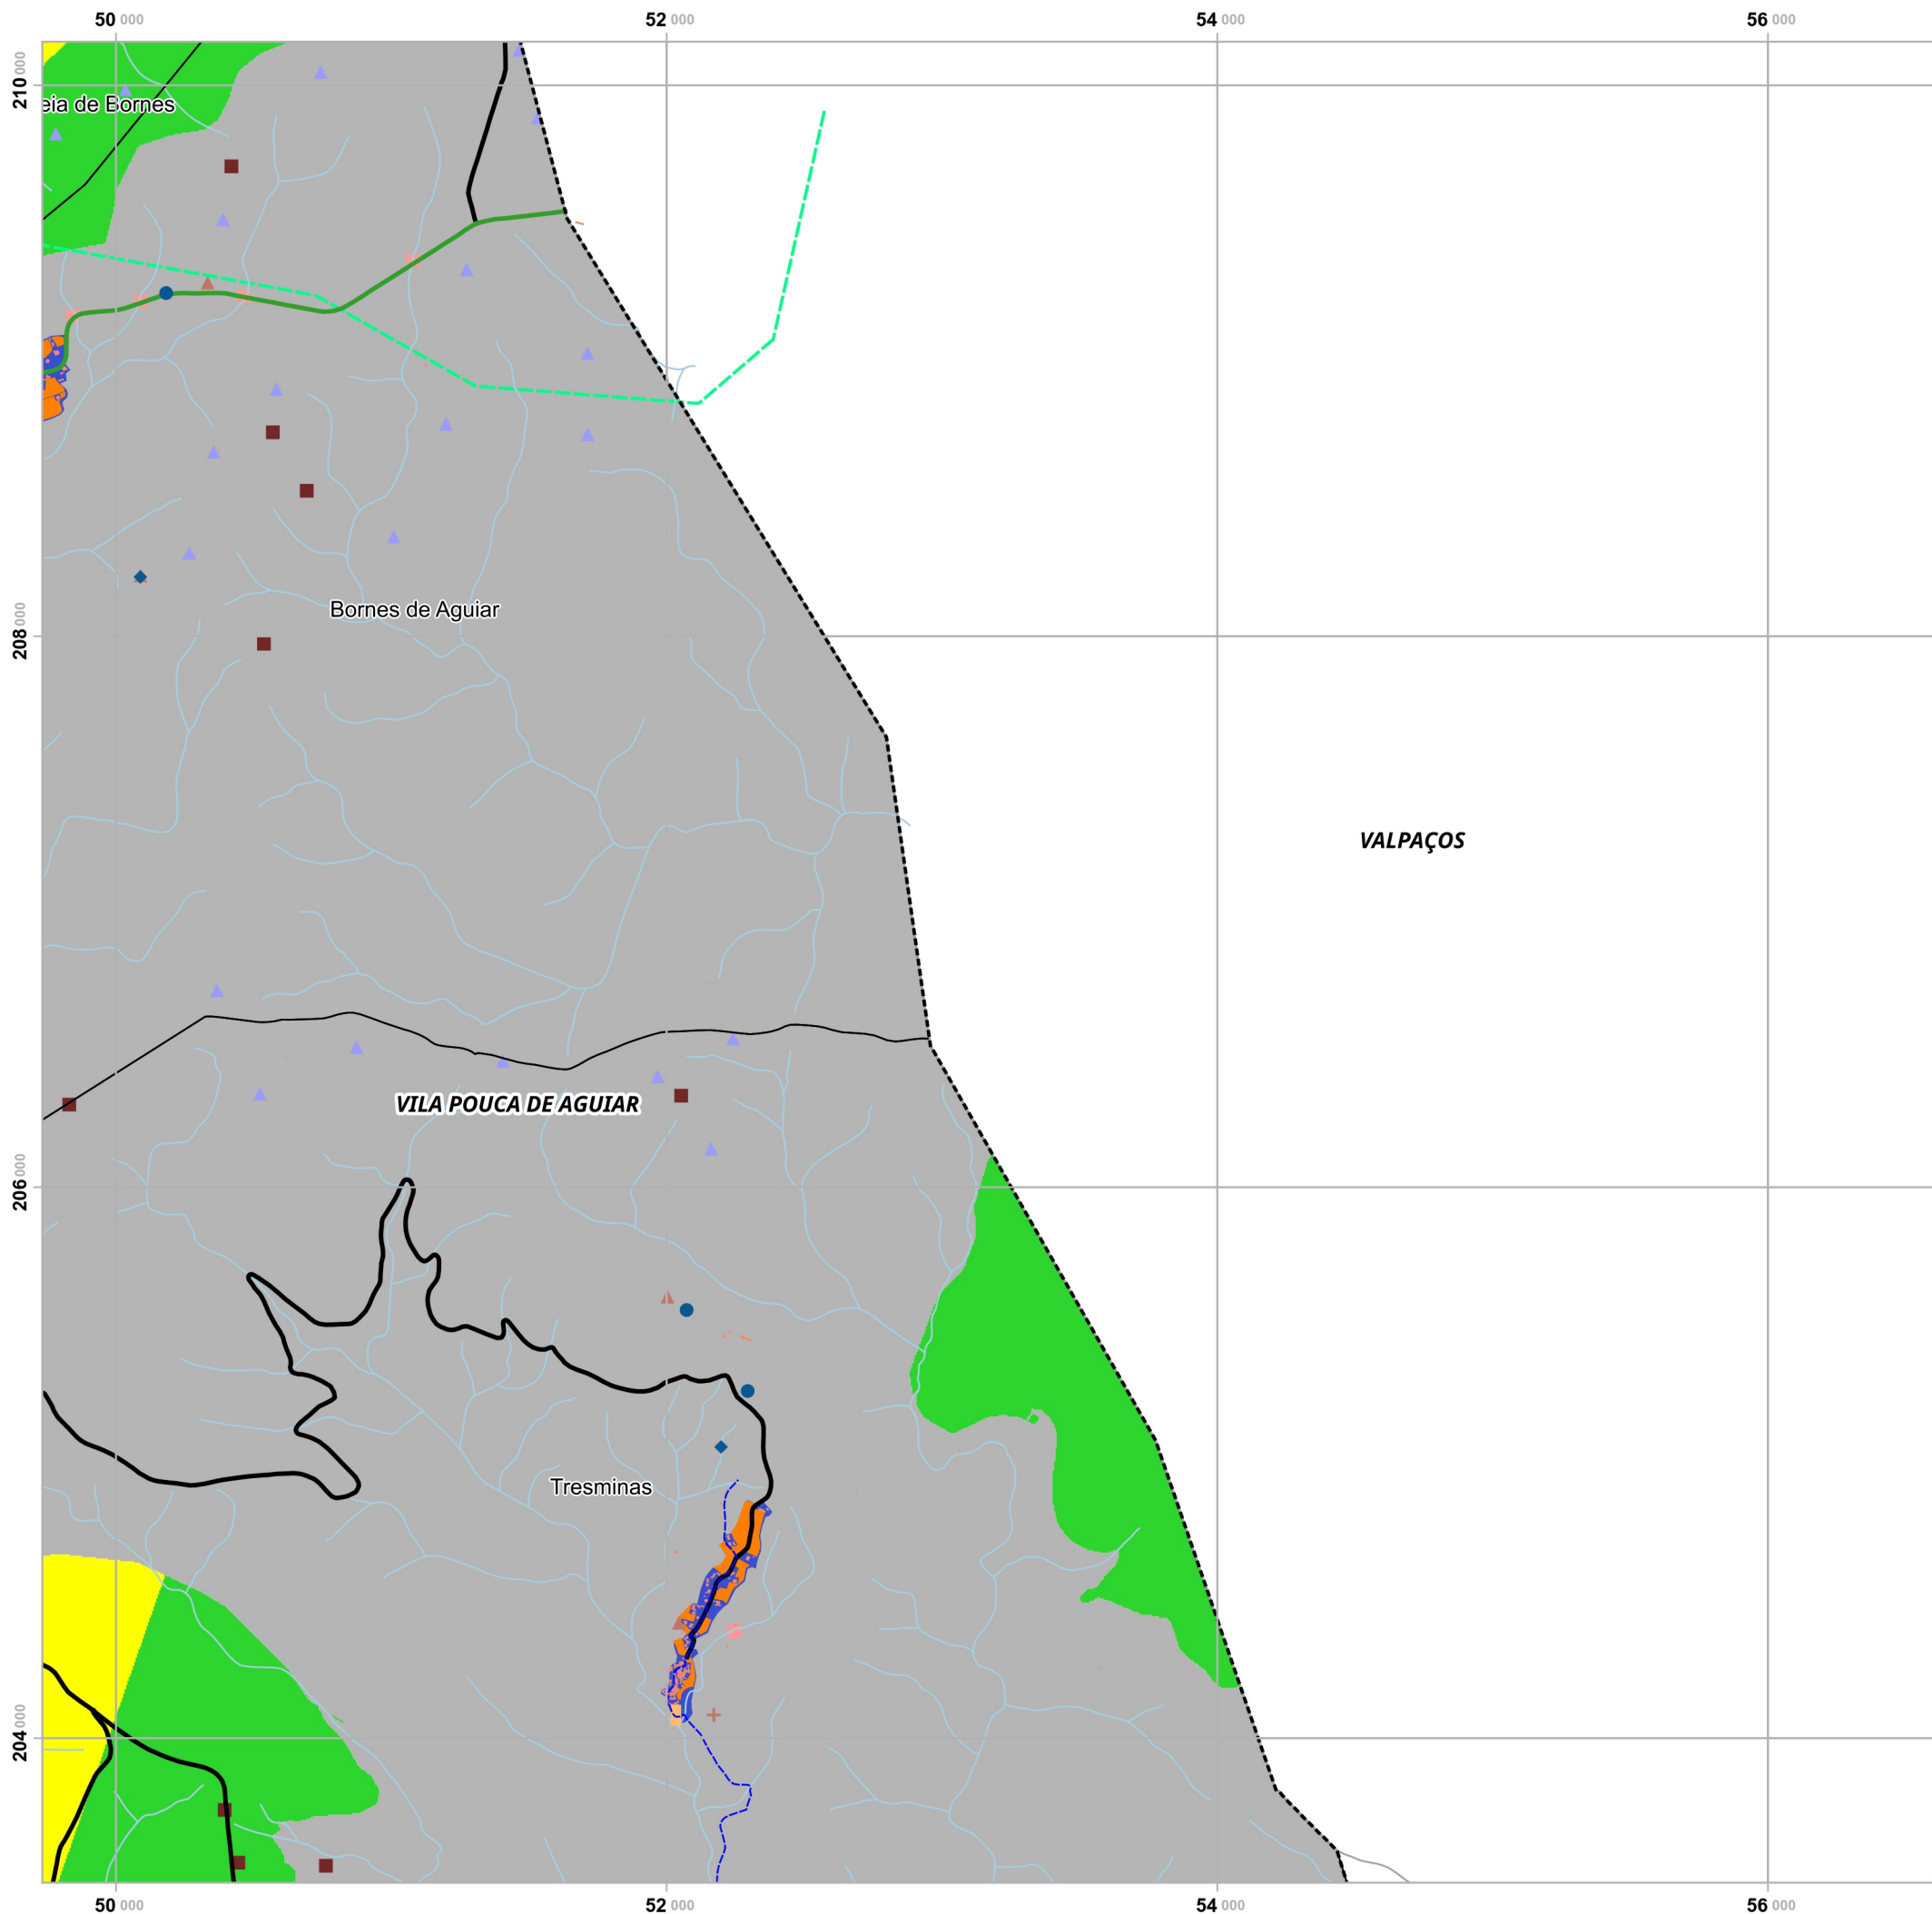 50 000 52 000 54 000 56 000
210 000
eia de Bornes
208 000
Bornes de Aguiar
VALPAÇOS
VILA POUCA DE AGUIAR
206 000
Tresminas
204 000
50 000 52 000 54 000 56 000